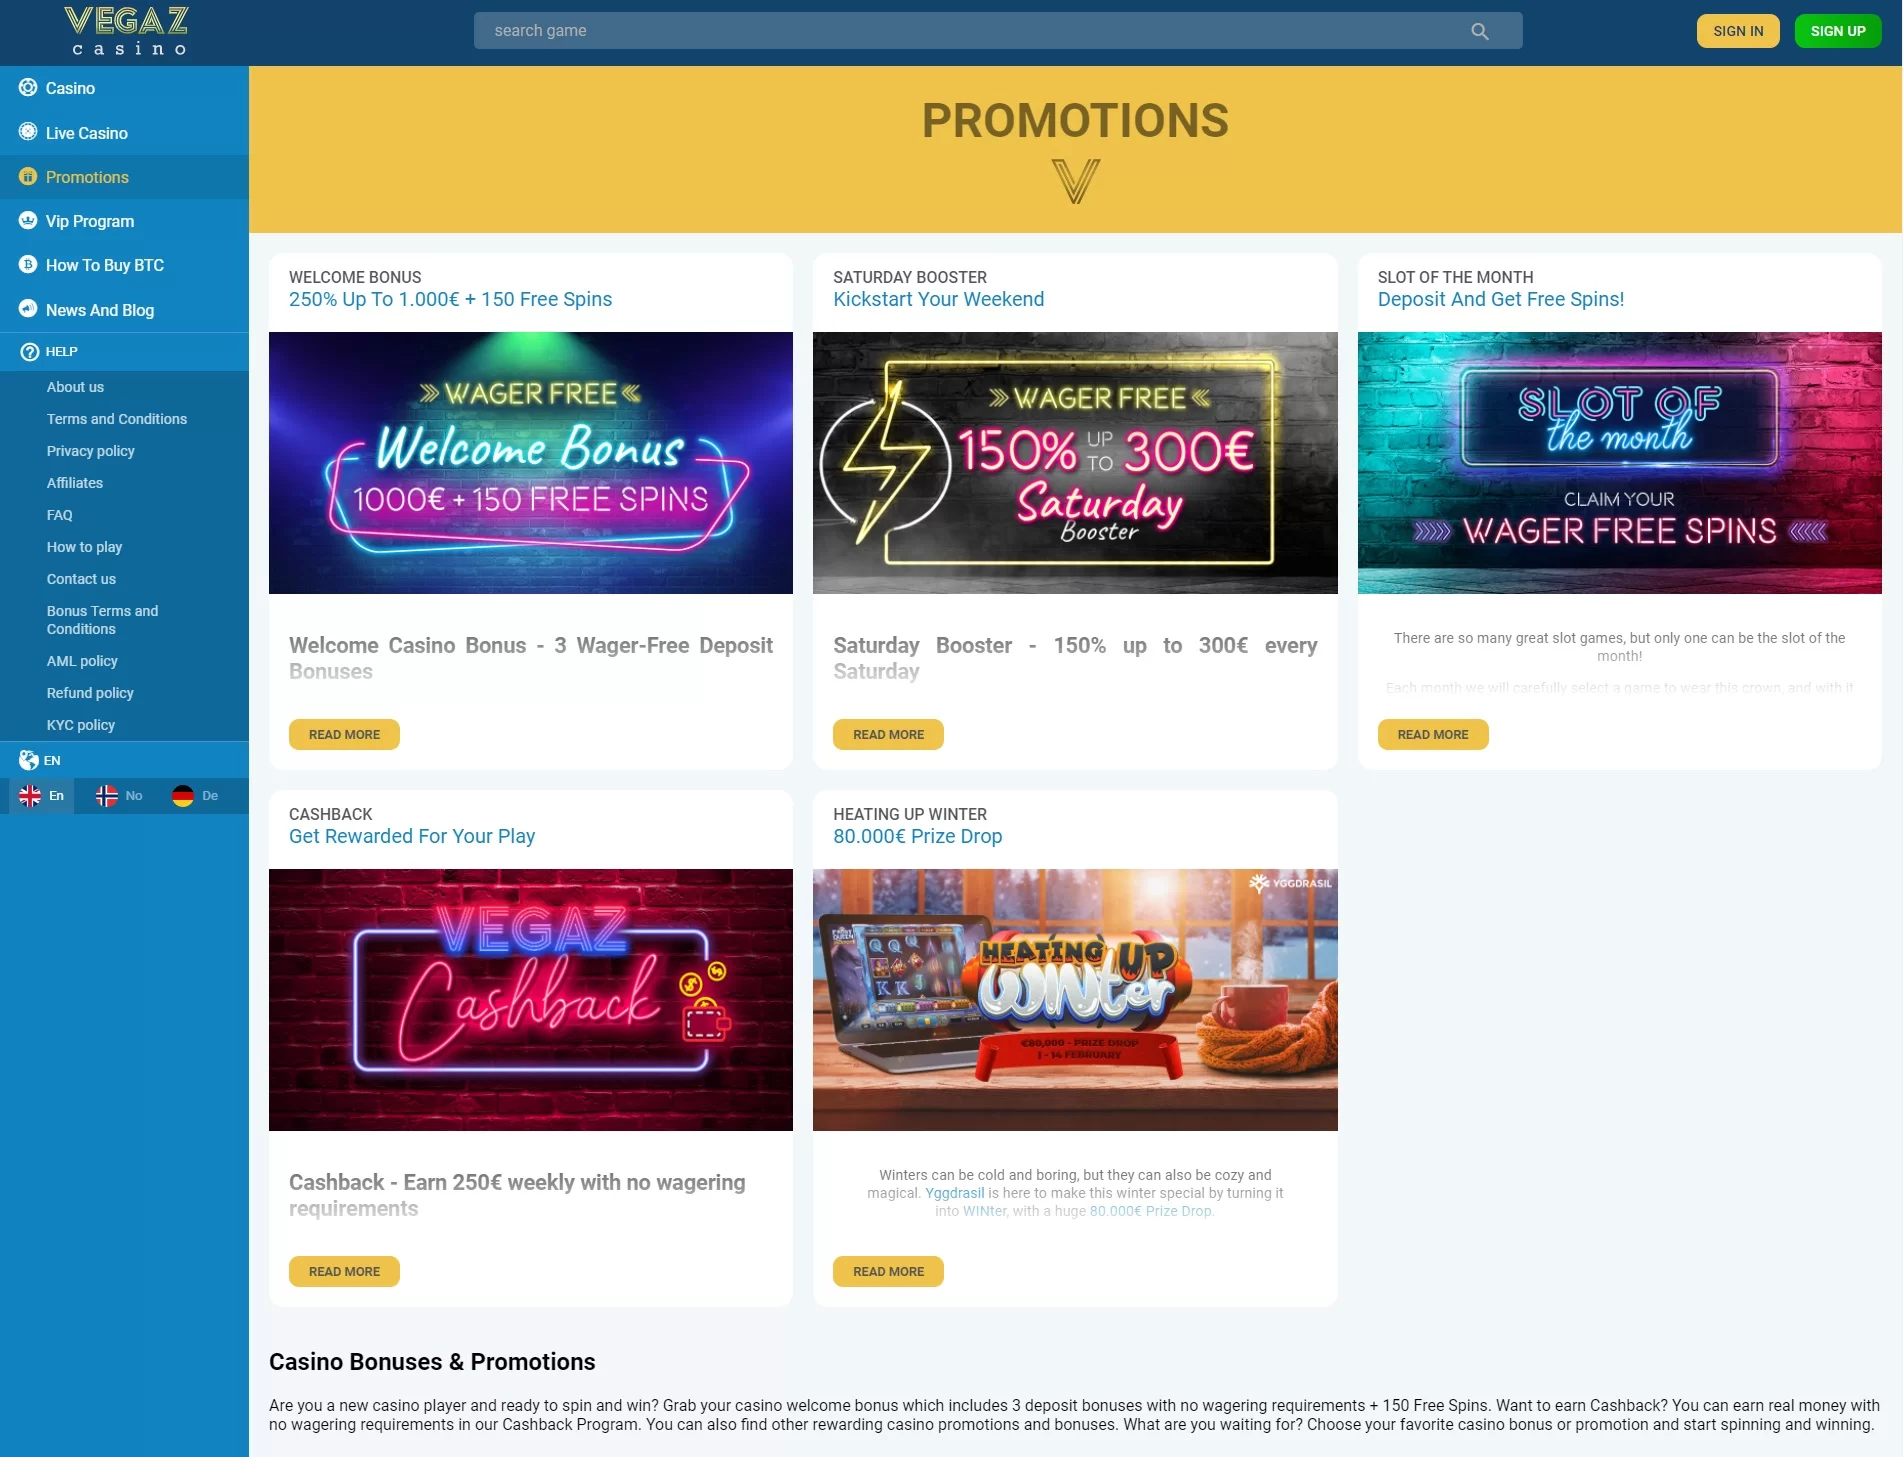 VEGAZ
casino
search game
SIGN IN
SIGN UP
Casino
Live Casino
Promotions
Vip Program
How To Buy BTC
News And Blog
HELP
About us
Terms and Conditions
Privacy policy
Affiliates
FAQ
How to play
Contact us
Bonus Terms and
Conditions
AML policy
Refund policy
KYC policy
EN
En
No
De
PROMOTIONS
WELCOME BONUS
250% Up To 1.000€ + 150 Free Spins
WAGER FREE
Welcome Bonus
1000€ + 150 FREE SPINS
Welcome Casino Bonus - 3 Wager-Free Deposit
Bonuses
READ MORE
SATURDAY BOOSTER
Kickstart Your Weekend
WAGER FREE
150% UP TO 300€
Saturday
Booster
Saturday Booster - 150% up to 300€ every
Saturday
READ MORE
SLOT OF THE MONTH
Deposit And Get Free Spins!
SLOT OF
the month
CLAIM YOUR
WAGER FREE SPINS
There are so many great slot games, but only one can be the slot of the
month!
Each month we will carefully select a game to wear this crown, and with it
READ MORE
CASHBACK
Get Rewarded For Your Play
VEGAZ
Cashback
Cashback - Earn 250€ weekly with no wagering
requirements
READ MORE
HEATING UP WINTER
80.000€ Prize Drop
YGGDRASIL
HEATING UP
WINter
€80,000 - PRIZE DROP
1 - 14 FEBRUARY
Winters can be cold and boring, but they can also be cozy and
magical. Yggdrasil is here to make this winter special by turning it
into WINter, with a huge 80.000€ Prize Drop.
READ MORE
Casino Bonuses & Promotions
Are you a new casino player and ready to spin and win? Grab your casino welcome bonus which includes 3 deposit bonuses with no wagering requirements + 150 Free Spins. Want to earn Cashback? You can earn real money with
no wagering requirements in our Cashback Program. You can also find other rewarding casino promotions and bonuses. What are you waiting for? Choose your favorite casino bonus or promotion and start spinning and winning.